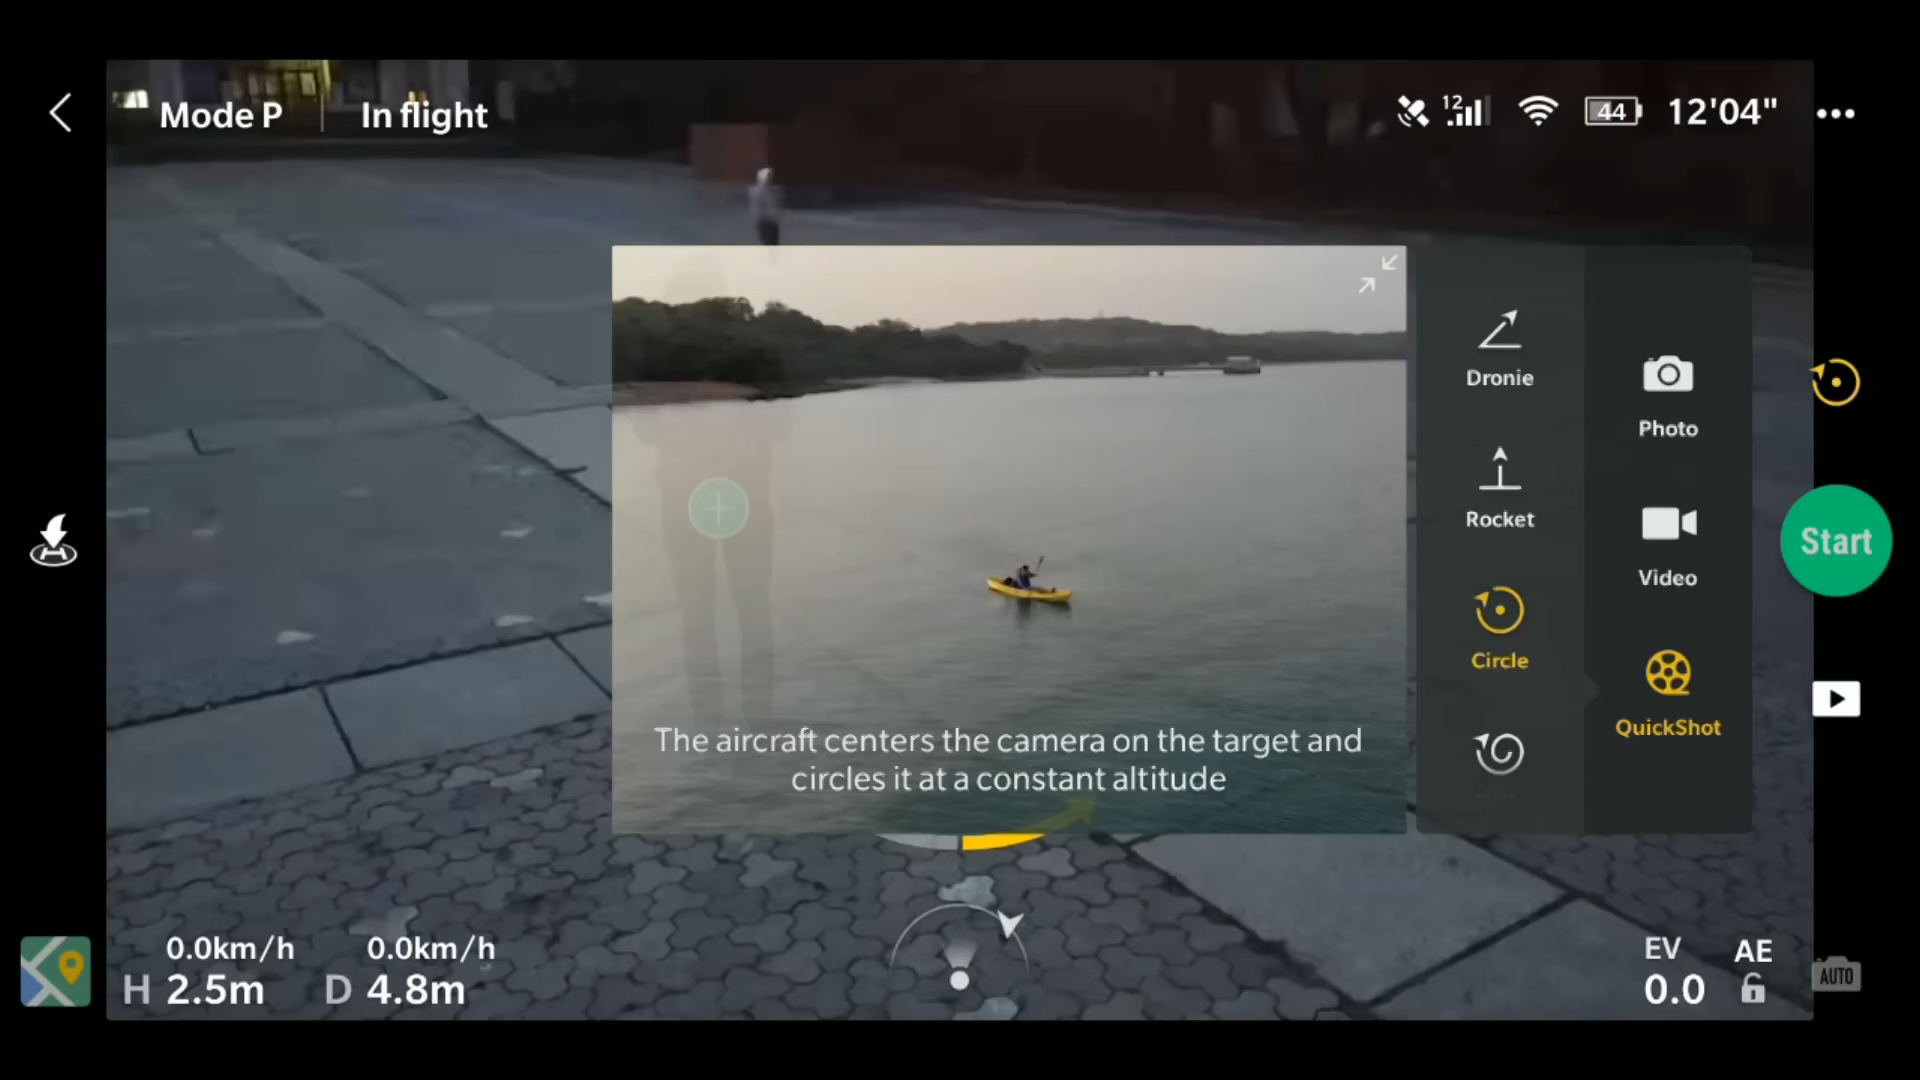 Mode P
In flight
12
44
12'04"
Dronie
Photo
Rocket
Start
Video
Circle
QuickShot
The aircraft centers the camera on the target and
circles it at a constant altitude
0.0km/h
0.0km/h
H 2.5m
D 4.8m
EV
0.0
AE
AUTO